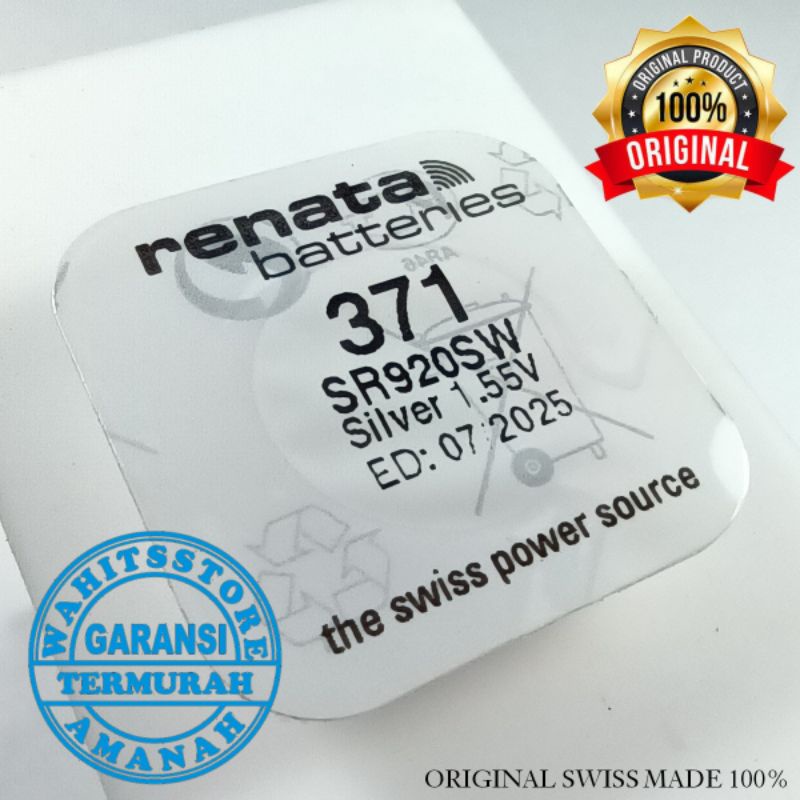 ORIGINAL PRODUCT
100%
ORIGINAL
renata
batteries
371
SR920SW
Silver 1.55V
ED: 07.2025
the swiss power source
WAHITSSTORE
GARANSI
TERMURAH
AMANAH
ORIGINAL SWISS MADE 100%